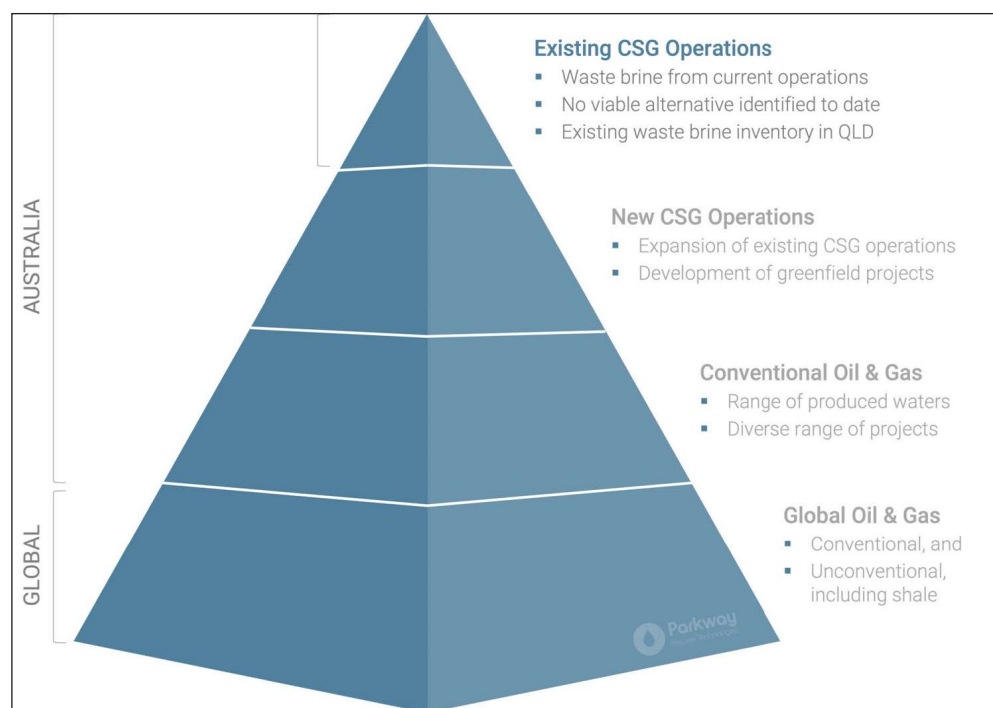 Existing CSG Operations
▪ Waste brine from current operations
▪ No viable alternative identified to date
▪ Existing waste brine inventory in QLD
New CSG Operations
▪ Expansion of existing CSG operations
▪ Development of greenfield projects
AUSTRALIA
Conventional Oil & Gas
▪ Range of produced waters
▪ Diverse range of projects
Global Oil & Gas
▪ Conventional, and
▪ Unconventional,
including shale
GLOBAL
Parkway
Process Technologies